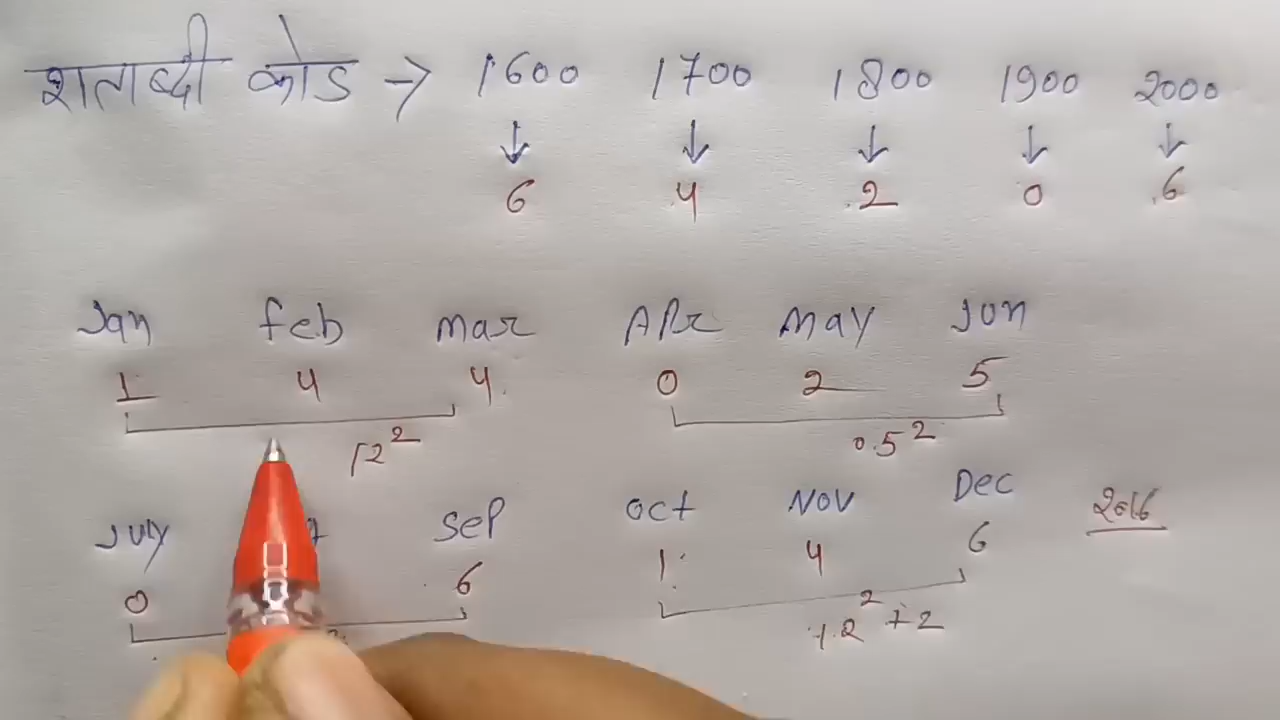 शताब्दी कोड → 1600 1700 1800 1900 2000
↓ ↓ ↓ ↓ ↓
6 4 2 0 6
Jan Feb Mar Apr May Jun
1 4 4 0 2 5
12² 0.5²
July Sep Oct Nov Dec 2016
0 6 1 4 6
1.2² + 2